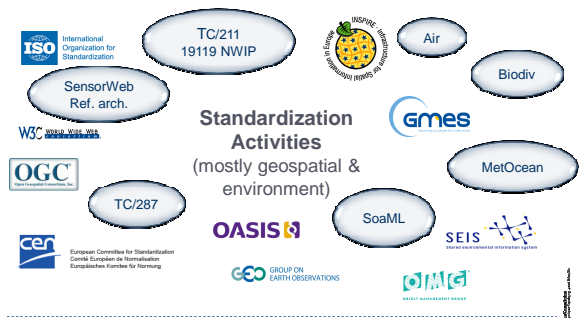 ISO
International
Organization for
Standardization
TC/211
19119 NWIP
INSPIRE - Infrastructure for Spatial Information in Europe
Air
Biodiv
SensorWeb
Ref. arch.
W3C WORLD WIDE WEB
consortium
Gmes
Standardization
Activities
(mostly geospatial &
environment)
OGC®
Open Geospatial Consortium, Inc.
MetOcean
TC/287
SoaML
OASIS
SEIS
Shared environmental information system
cen
European Committee for Standardization
Comité Européen de Normalisation
Europäisches Komitee für Normung
GEO GROUP ON
EARTH OBSERVATIONS
OMG
OBJECT MANAGEMENT GROUP